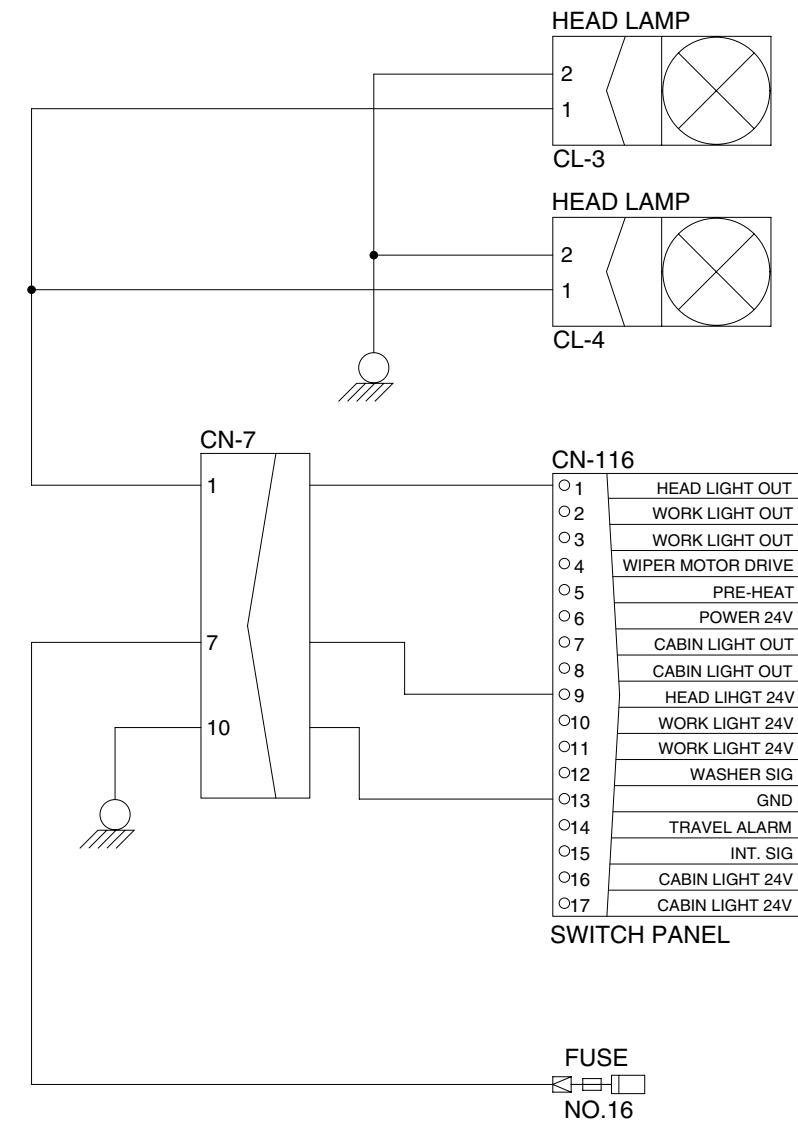 HEAD LAMP
2
1
CL-3
HEAD LAMP
2
1
CL-4
CN-7
1
7
10
CN-116
1 HEAD LIGHT OUT
2 WORK LIGHT OUT
3 WORK LIGHT OUT
4 WIPER MOTOR DRIVE
5 PRE-HEAT
6 POWER 24V
7 CABIN LIGHT OUT
8 CABIN LIGHT OUT
9 HEAD LIHGT 24V
10 WORK LIGHT 24V
11 WORK LIGHT 24V
12 WASHER SIG
13 GND
14 TRAVEL ALARM
15 INT. SIG
16 CABIN LIGHT 24V
17 CABIN LIGHT 24V
SWITCH PANEL
FUSE
NO.16